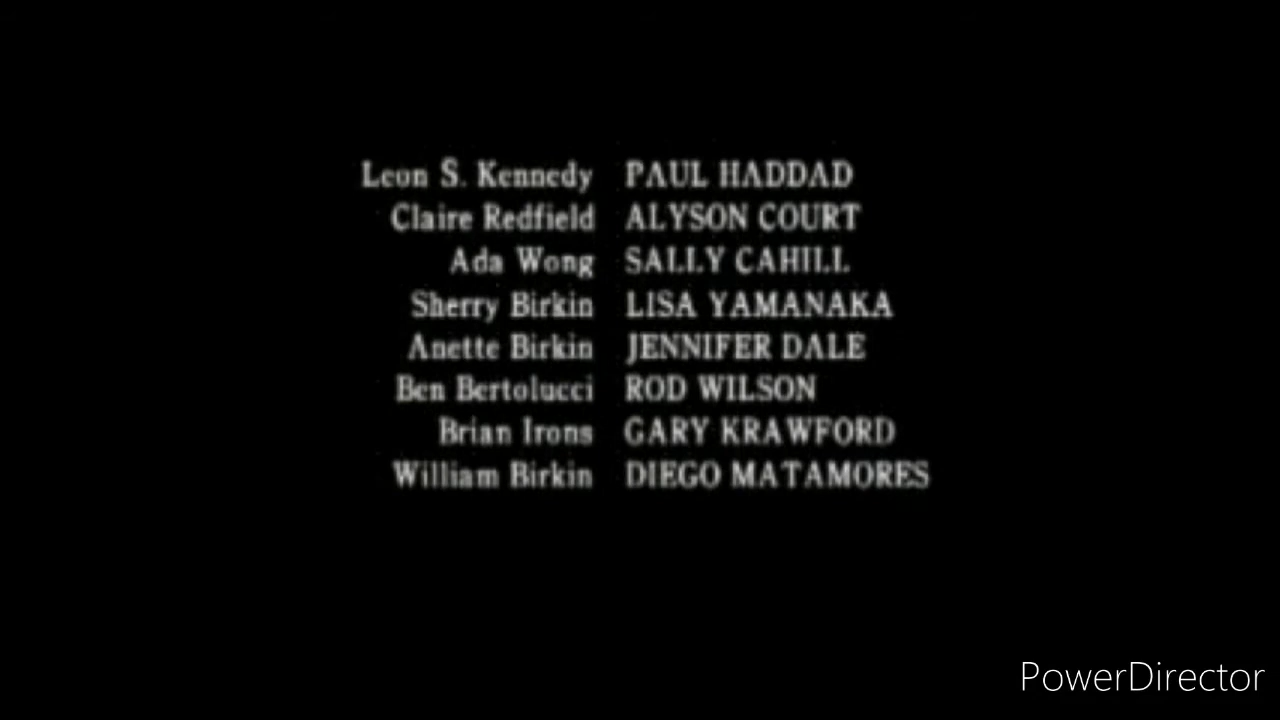 Leon S. Kennedy PAUL HADDAD
Claire Redfield ALYSON COURT
Ada Wong SALLY CAHILL
Sherry Birkin LISA YAMANAKA
Anette Birkin JENNIFER DALE
Ben Bertolucci ROD WILSON
Brian Irons GARY KRAWFORD
William Birkin DIEGO MATAMORES
PowerDirector